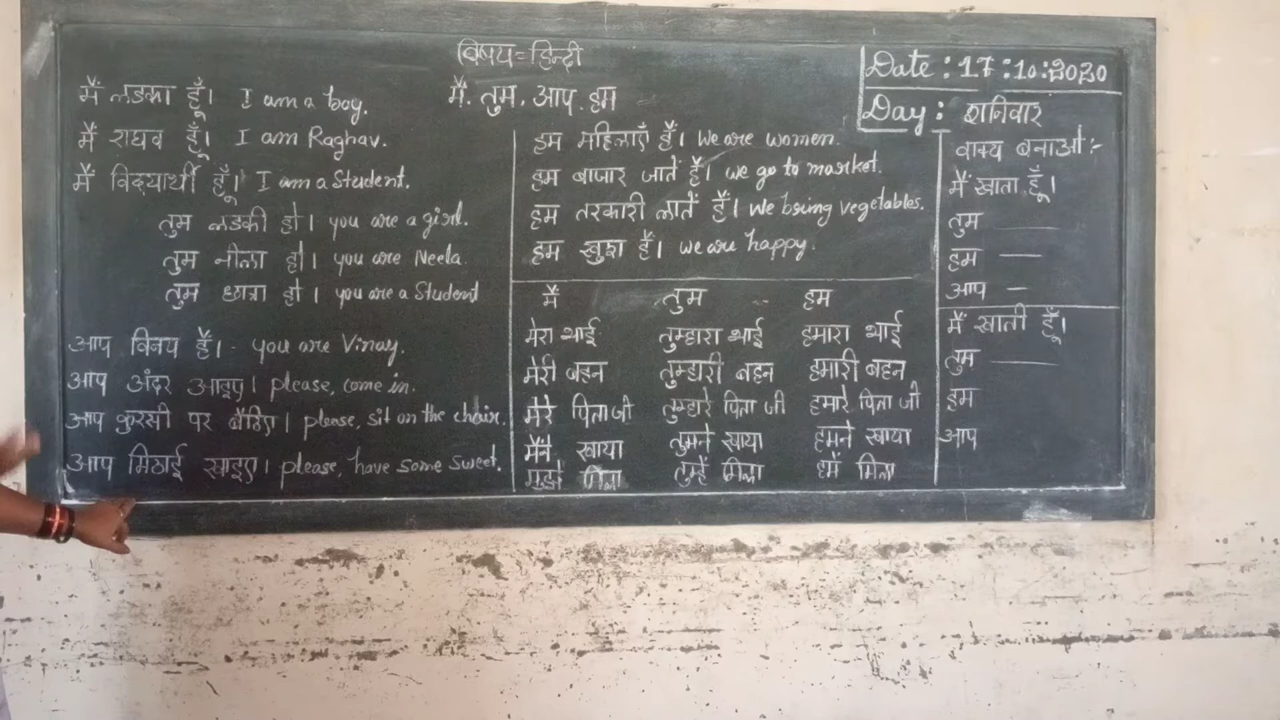 विषय = हिन्दी
Date : 17 : 10 : 2020
Day : शनिवार
मैं. तुम. आप. हम
मैं लडका हूँ। I am a boy.
मैं राघव हूँ। I am Raghav.
मैं विद्यार्थी हूँ। I am a Student.
तुम लडकी हो। you are a girl.
तुम नीला हो। you are Neela.
तुम छात्रा हो। you are a Student
आप विनय हैं। you are Vinay.
आप अंदर आइए। please, come in.
आप कुरसी पर बैठिए। please, sit on the chair.
आप मिठाई खाइए। please, have some sweet.
हम महिलाएँ हैं। We are women.
हम बाजार जातें हैं। we go to market.
हम तरकारी लातें हैं। We bring vegetables.
हम खुश हैं। we are happy.
मैं तुम हम
मेरा भाई तुम्हारा भाई हमारा भाई
मेरी बहन तुम्हारी बहन हमारी बहन
मेरे पिता जी तुम्हारे पिता जी हमारे पिता जी
मैंने खाया तुमने खाया हमने खाया
मुझे मिला तुम्हे मिला हमें मिला
वाक्य बनाओ :-
मैं खाता हूँ।
तुम ———
हम ——
आप —
मैं खाती हूँ।
तुम ———
हम
आप